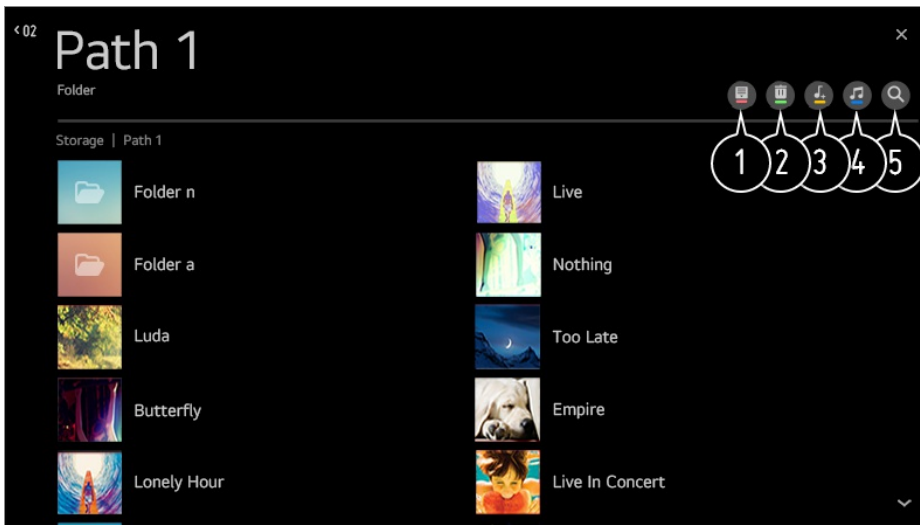 <02
Path 1
Folder
1 2 3 4 5
Storage | Path 1
Folder n
Live
Folder a
Nothing
Luda
Too Late
Butterfly
Empire
Lonely Hour
Live In Concert